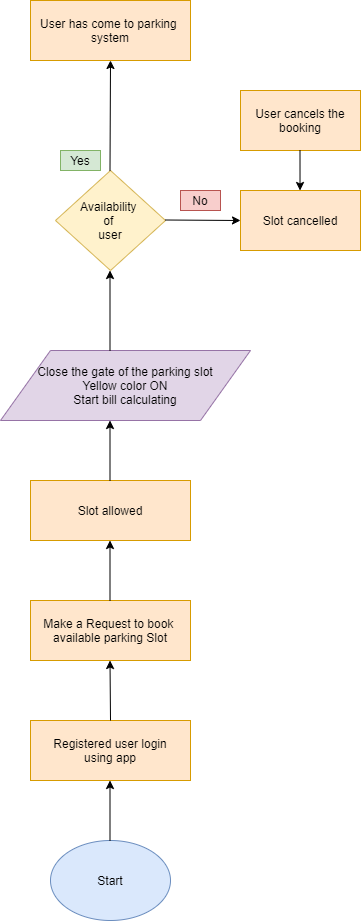 User has come to parking
system
User cancels the
booking
Yes
No
Availability
of
user
Slot cancelled
Close the gate of the parking slot
Yellow color ON
Start bill calculating
Slot allowed
Make a Request to book
available parking Slot
Registered user login
using app
Start